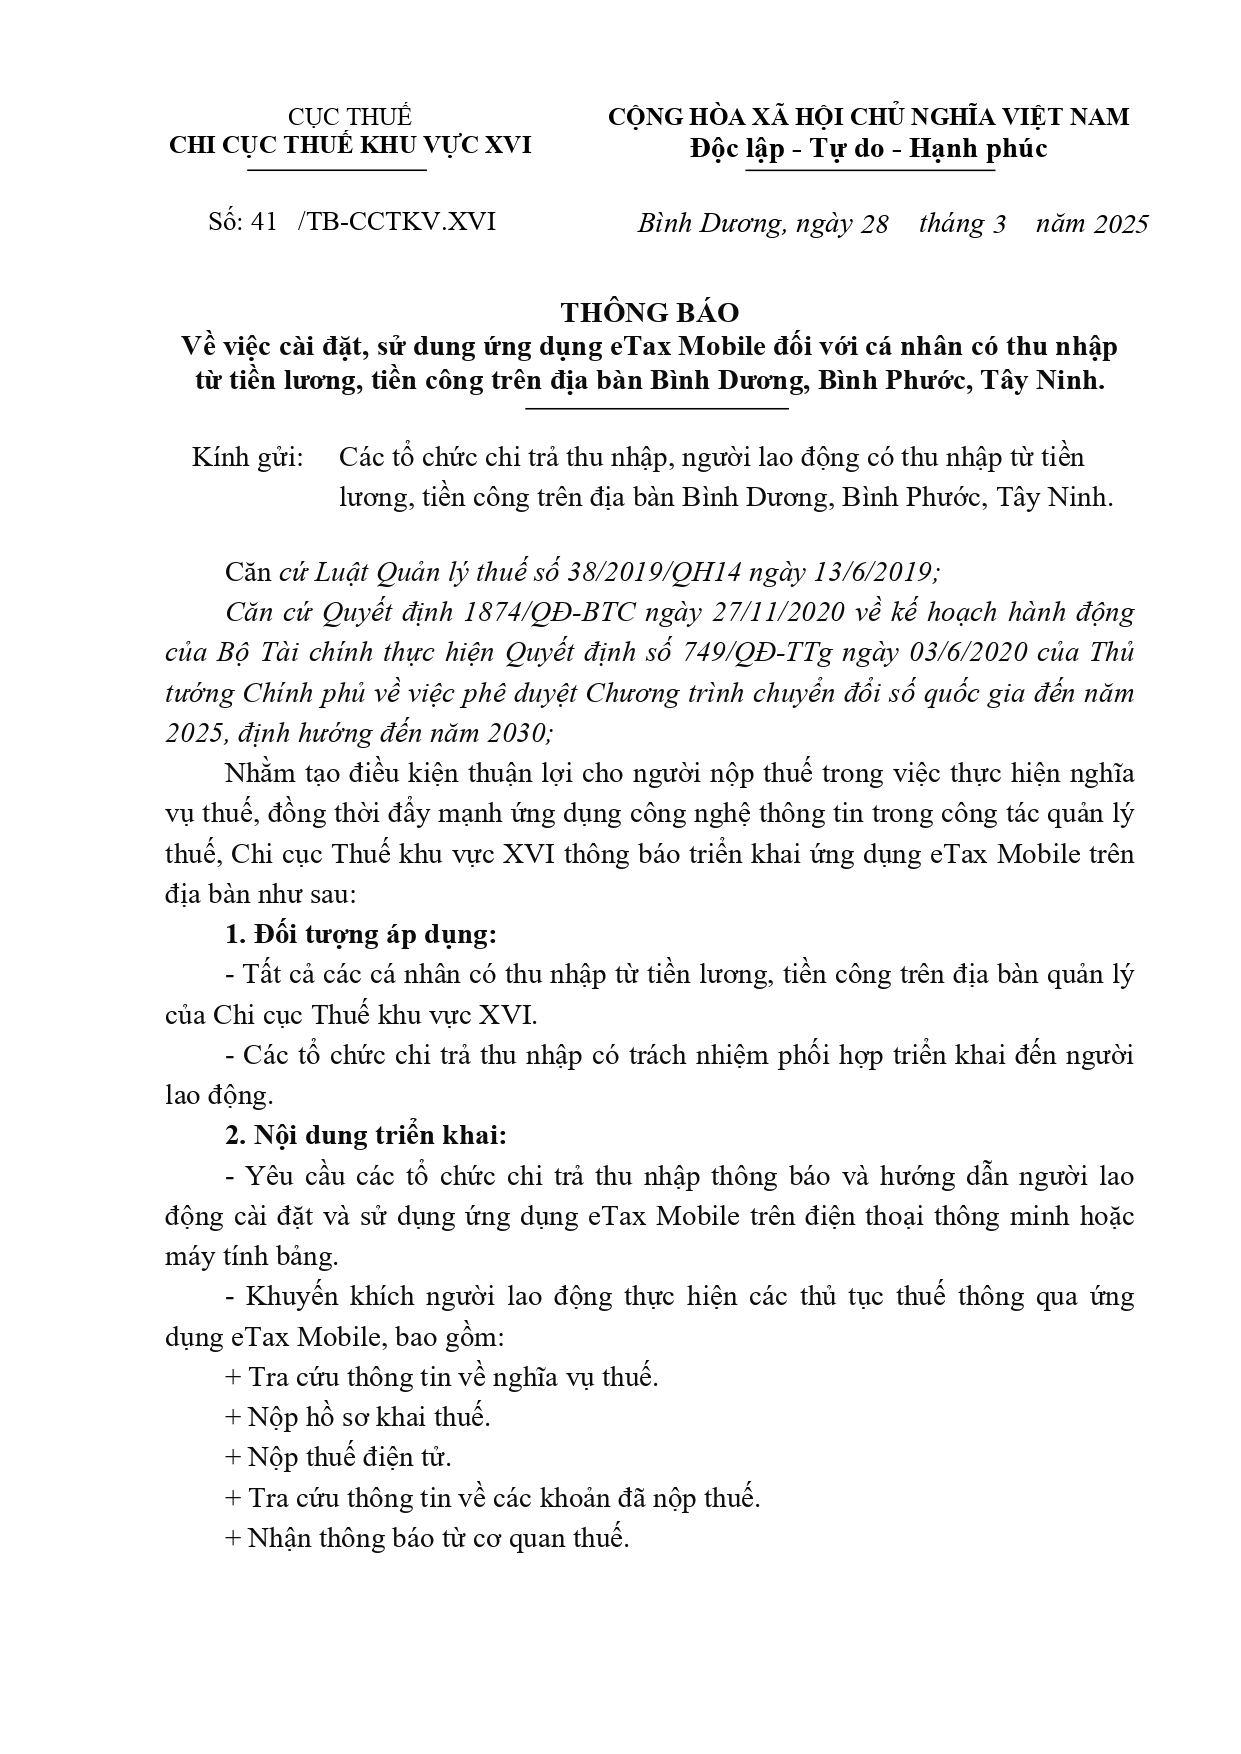 CỤC THUẾ
CHI CỤC THUẾ KHU VỰC XVI
CỘNG HÒA XÃ HỘI CHỦ NGHĨA VIỆT NAM
Độc lập - Tự do - Hạnh phúc
Số: 41 /TB-CCTKV.XVI
Bình Dương, ngày 28 tháng 3 năm 2025
THÔNG BÁO
Về việc cài đặt, sử dung ứng dụng eTax Mobile đối với cá nhân có thu nhập
từ tiền lương, tiền công trên địa bàn Bình Dương, Bình Phước, Tây Ninh.
Kính gửi: Các tổ chức chi trả thu nhập, người lao động có thu nhập từ tiền
lương, tiền công trên địa bàn Bình Dương, Bình Phước, Tây Ninh.
Căn cứ Luật Quản lý thuế số 38/2019/QH14 ngày 13/6/2019;
Căn cứ Quyết định 1874/QĐ-BTC ngày 27/11/2020 về kế hoạch hành động
của Bộ Tài chính thực hiện Quyết định số 749/QĐ-TTg ngày 03/6/2020 của Thủ
tướng Chính phủ về việc phê duyệt Chương trình chuyển đổi số quốc gia đến năm
2025, định hướng đến năm 2030;
Nhằm tạo điều kiện thuận lợi cho người nộp thuế trong việc thực hiện nghĩa
vụ thuế, đồng thời đẩy mạnh ứng dụng công nghệ thông tin trong công tác quản lý
thuế, Chi cục Thuế khu vực XVI thông báo triển khai ứng dụng eTax Mobile trên
địa bàn như sau:
1. Đối tượng áp dụng:
- Tất cả các cá nhân có thu nhập từ tiền lương, tiền công trên địa bàn quản lý
của Chi cục Thuế khu vực XVI.
- Các tổ chức chi trả thu nhập có trách nhiệm phối hợp triển khai đến người
lao động.
2. Nội dung triển khai:
- Yêu cầu các tổ chức chi trả thu nhập thông báo và hướng dẫn người lao
động cài đặt và sử dụng ứng dụng eTax Mobile trên điện thoại thông minh hoặc
máy tính bảng.
- Khuyến khích người lao động thực hiện các thủ tục thuế thông qua ứng
dụng eTax Mobile, bao gồm:
+ Tra cứu thông tin về nghĩa vụ thuế.
+ Nộp hồ sơ khai thuế.
+ Nộp thuế điện tử.
+ Tra cứu thông tin về các khoản đã nộp thuế.
+ Nhận thông báo từ cơ quan thuế.